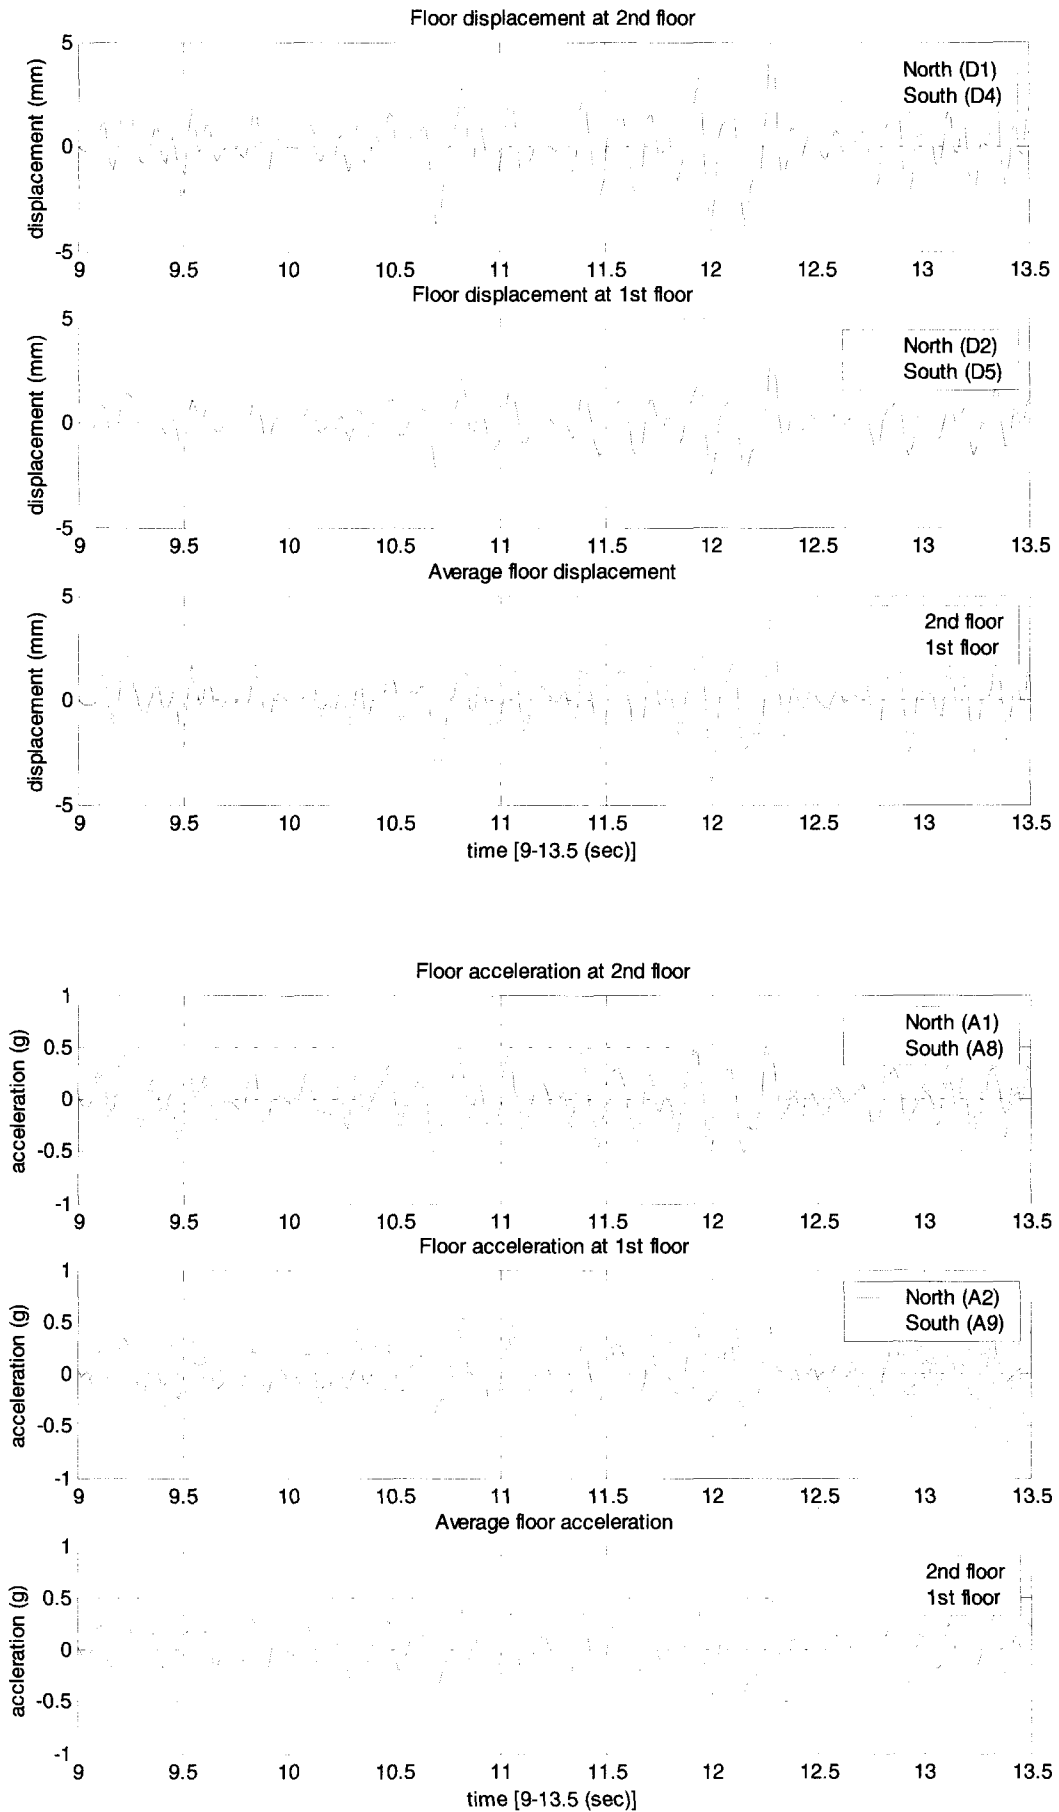 Floor displacement at 2nd floor
5
0
-5
displacement (mm)
North (D1)
South (D4)
9 9.5 10 10.5 11 11.5 12 12.5 13 13.5
Floor displacement at 1st floor
5
0
-5
displacement (mm)
North (D2)
South (D5)
9 9.5 10 10.5 11 11.5 12 12.5 13 13.5
Average floor displacement
5
0
-5
displacement (mm)
2nd floor
1st floor
9 9.5 10 10.5 11 11.5 12 12.5 13 13.5
time [9-13.5 (sec)]
Floor acceleration at 2nd floor
1
0.5
0
-0.5
-1
acceleration (g)
North (A1)
South (A8)
9 9.5 10 10.5 11 11.5 12 12.5 13 13.5
Floor acceleration at 1st floor
1
0.5
0
-0.5
-1
acceleration (g)
North (A2)
South (A9)
9 9.5 10 10.5 11 11.5 12 12.5 13 13.5
Average floor acceleration
1
0.5
0
-0.5
-1
accleration (g)
2nd floor
1st floor
9 9.5 10 10.5 11 11.5 12 12.5 13 13.5
time [9-13.5 (sec)]